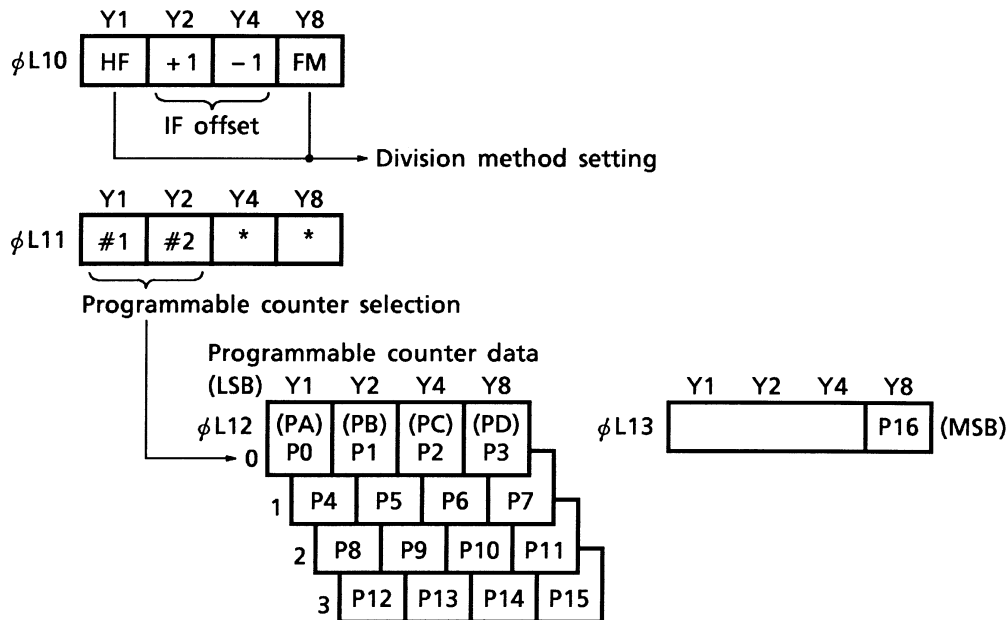 Y1 Y2 Y4 Y8
ϕL10 HF +1 −1 FM
IF offset
Division method setting
Y1 Y2 Y4 Y8
ϕL11 #1 #2 * *
Programmable counter selection
Programmable counter data
(LSB) Y1 Y2 Y4 Y8
ϕL12 (PA) (PB) (PC) (PD)
0 P0 P1 P2 P3
1 P4 P5 P6 P7
2 P8 P9 P10 P11
3 P12 P13 P14 P15
Y1 Y2 Y4 Y8
ϕL13 P16 (MSB)